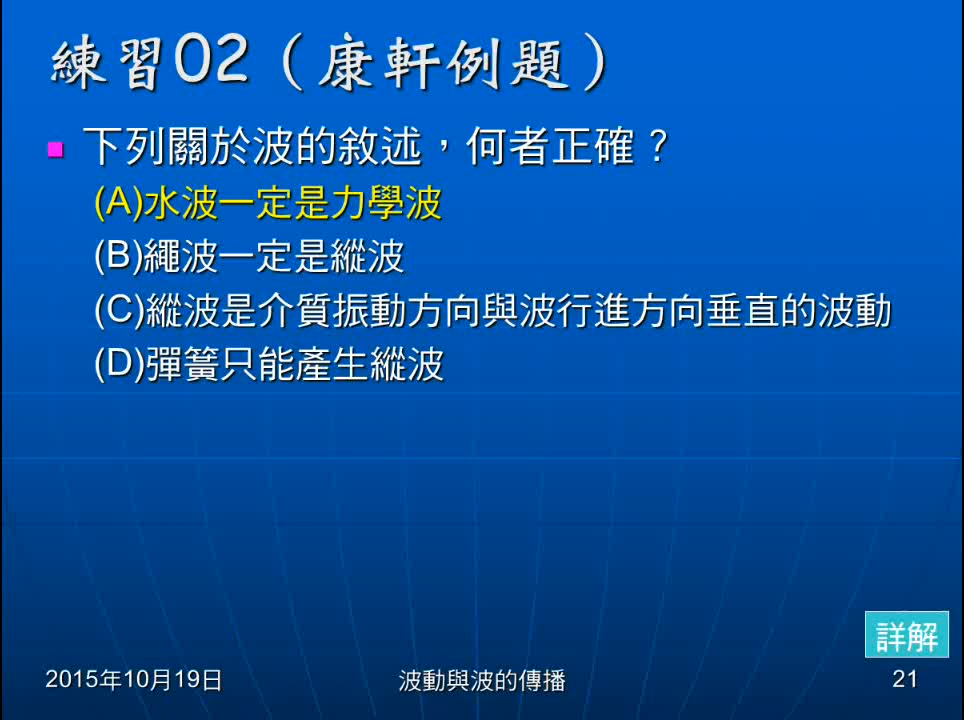 練習02（康軒例題）
下列關於波的敘述，何者正確？
(A)水波一定是力學波
(B)繩波一定是縱波
(C)縱波是介質振動方向與波行進方向垂直的波動
(D)彈簧只能產生縱波
詳解
2015年10月19日 波動與波的傳播 21